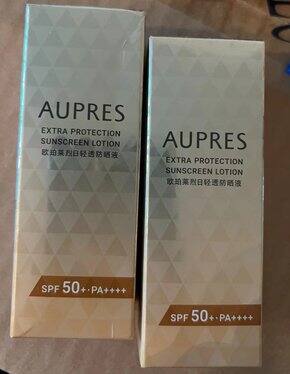 AUPRES
EXTRA PROTECTION
SUNSCREEN LOTION
欧珀莱烈日轻透防晒液
SPF 50+·PA++++
AUPRES
EXTRA PROTECTION
SUNSCREEN LOTION
欧珀莱烈日轻透防晒液
SPF 50+·PA++++